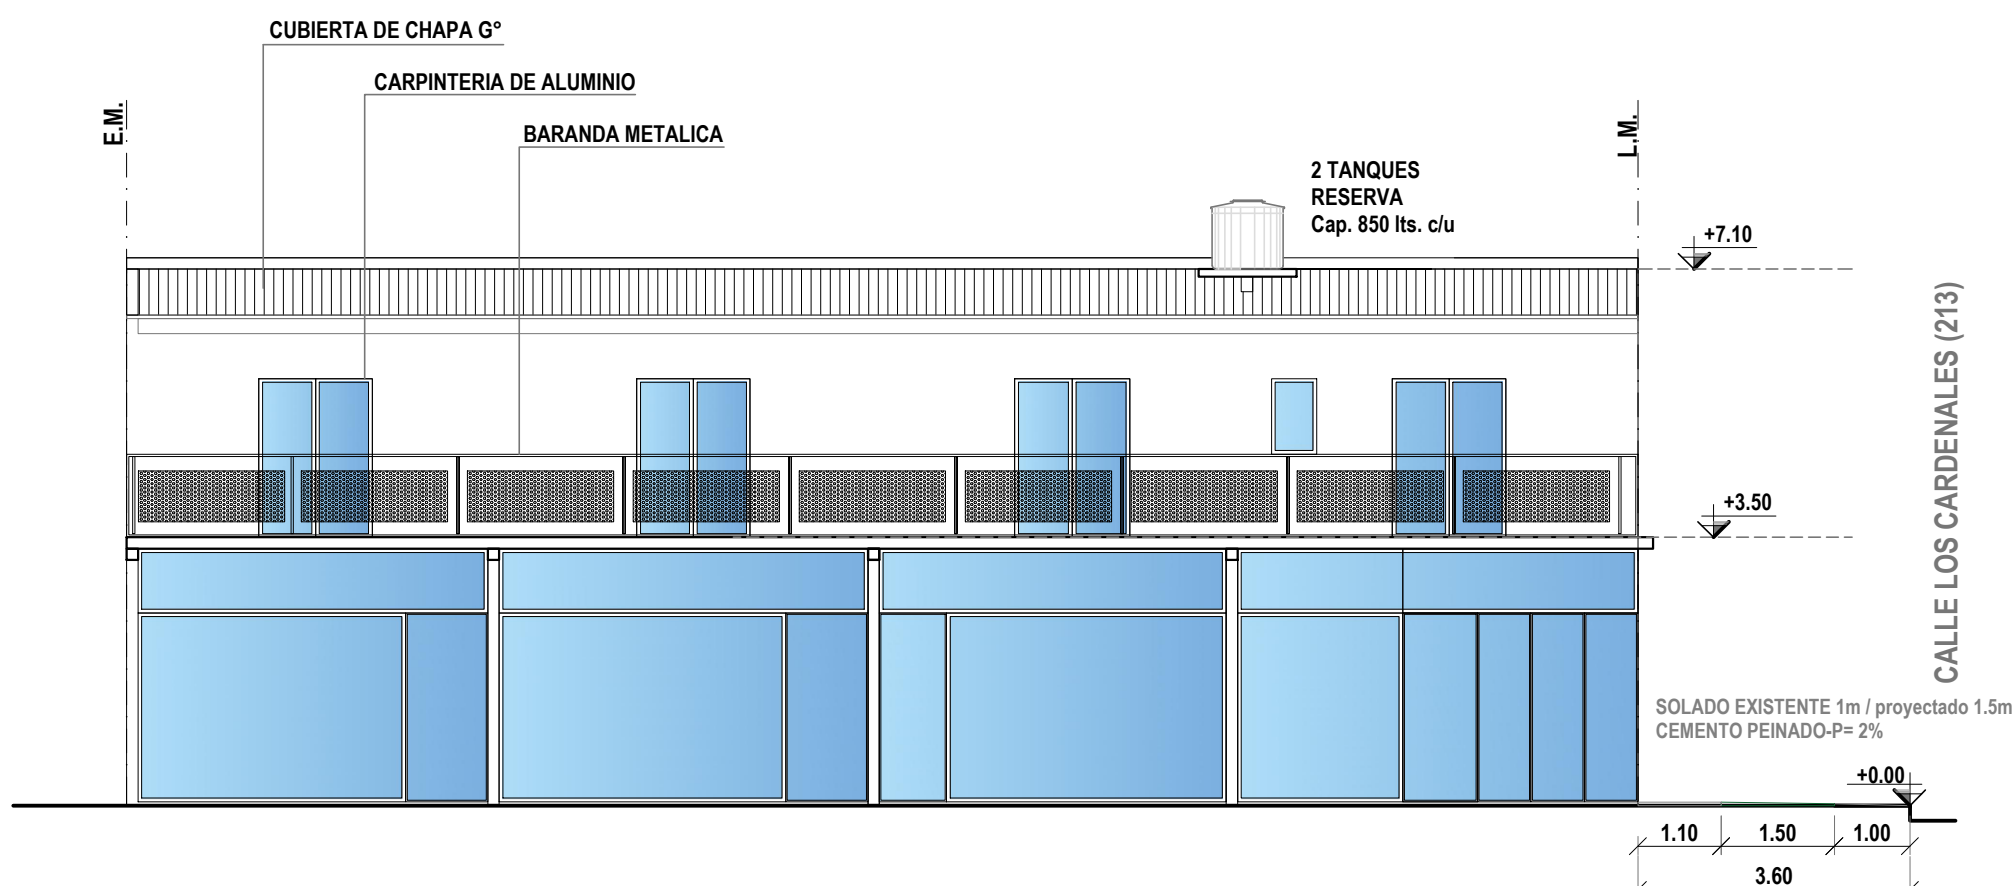 CUBIERTA DE CHAPA G°
CARPINTERIA DE ALUMINIO
BARANDA METALICA
E.M.
L.M.
2 TANQUES
RESERVA
Cap. 850 lts. c/u
+7.10
+3.50
CALLE LOS CARDENALES (213)
SOLADO EXISTENTE 1m / proyectado 1.5m
CEMENTO PEINADO-P= 2%
+0.00
1.10 1.50 1.00
3.60